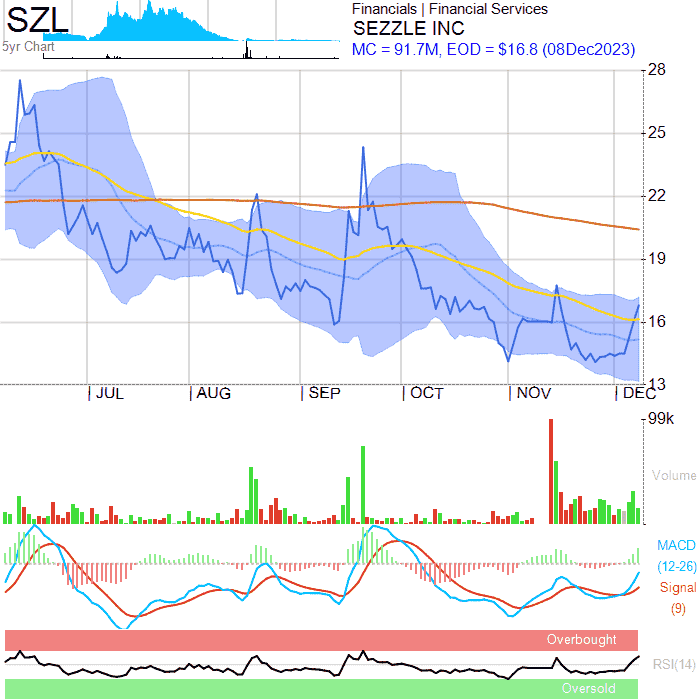 SZL
5yr Chart
Financials | Financial Services
SEZZLE INC
MC = 91.7M, EOD = $16.8 (08Dec2023)
28
25
22
19
16
13
JUL AUG SEP OCT NOV DEC
99k
Volume
MACD
(12-26)
Signal
(9)
Overbought
RSI(14)
Oversold